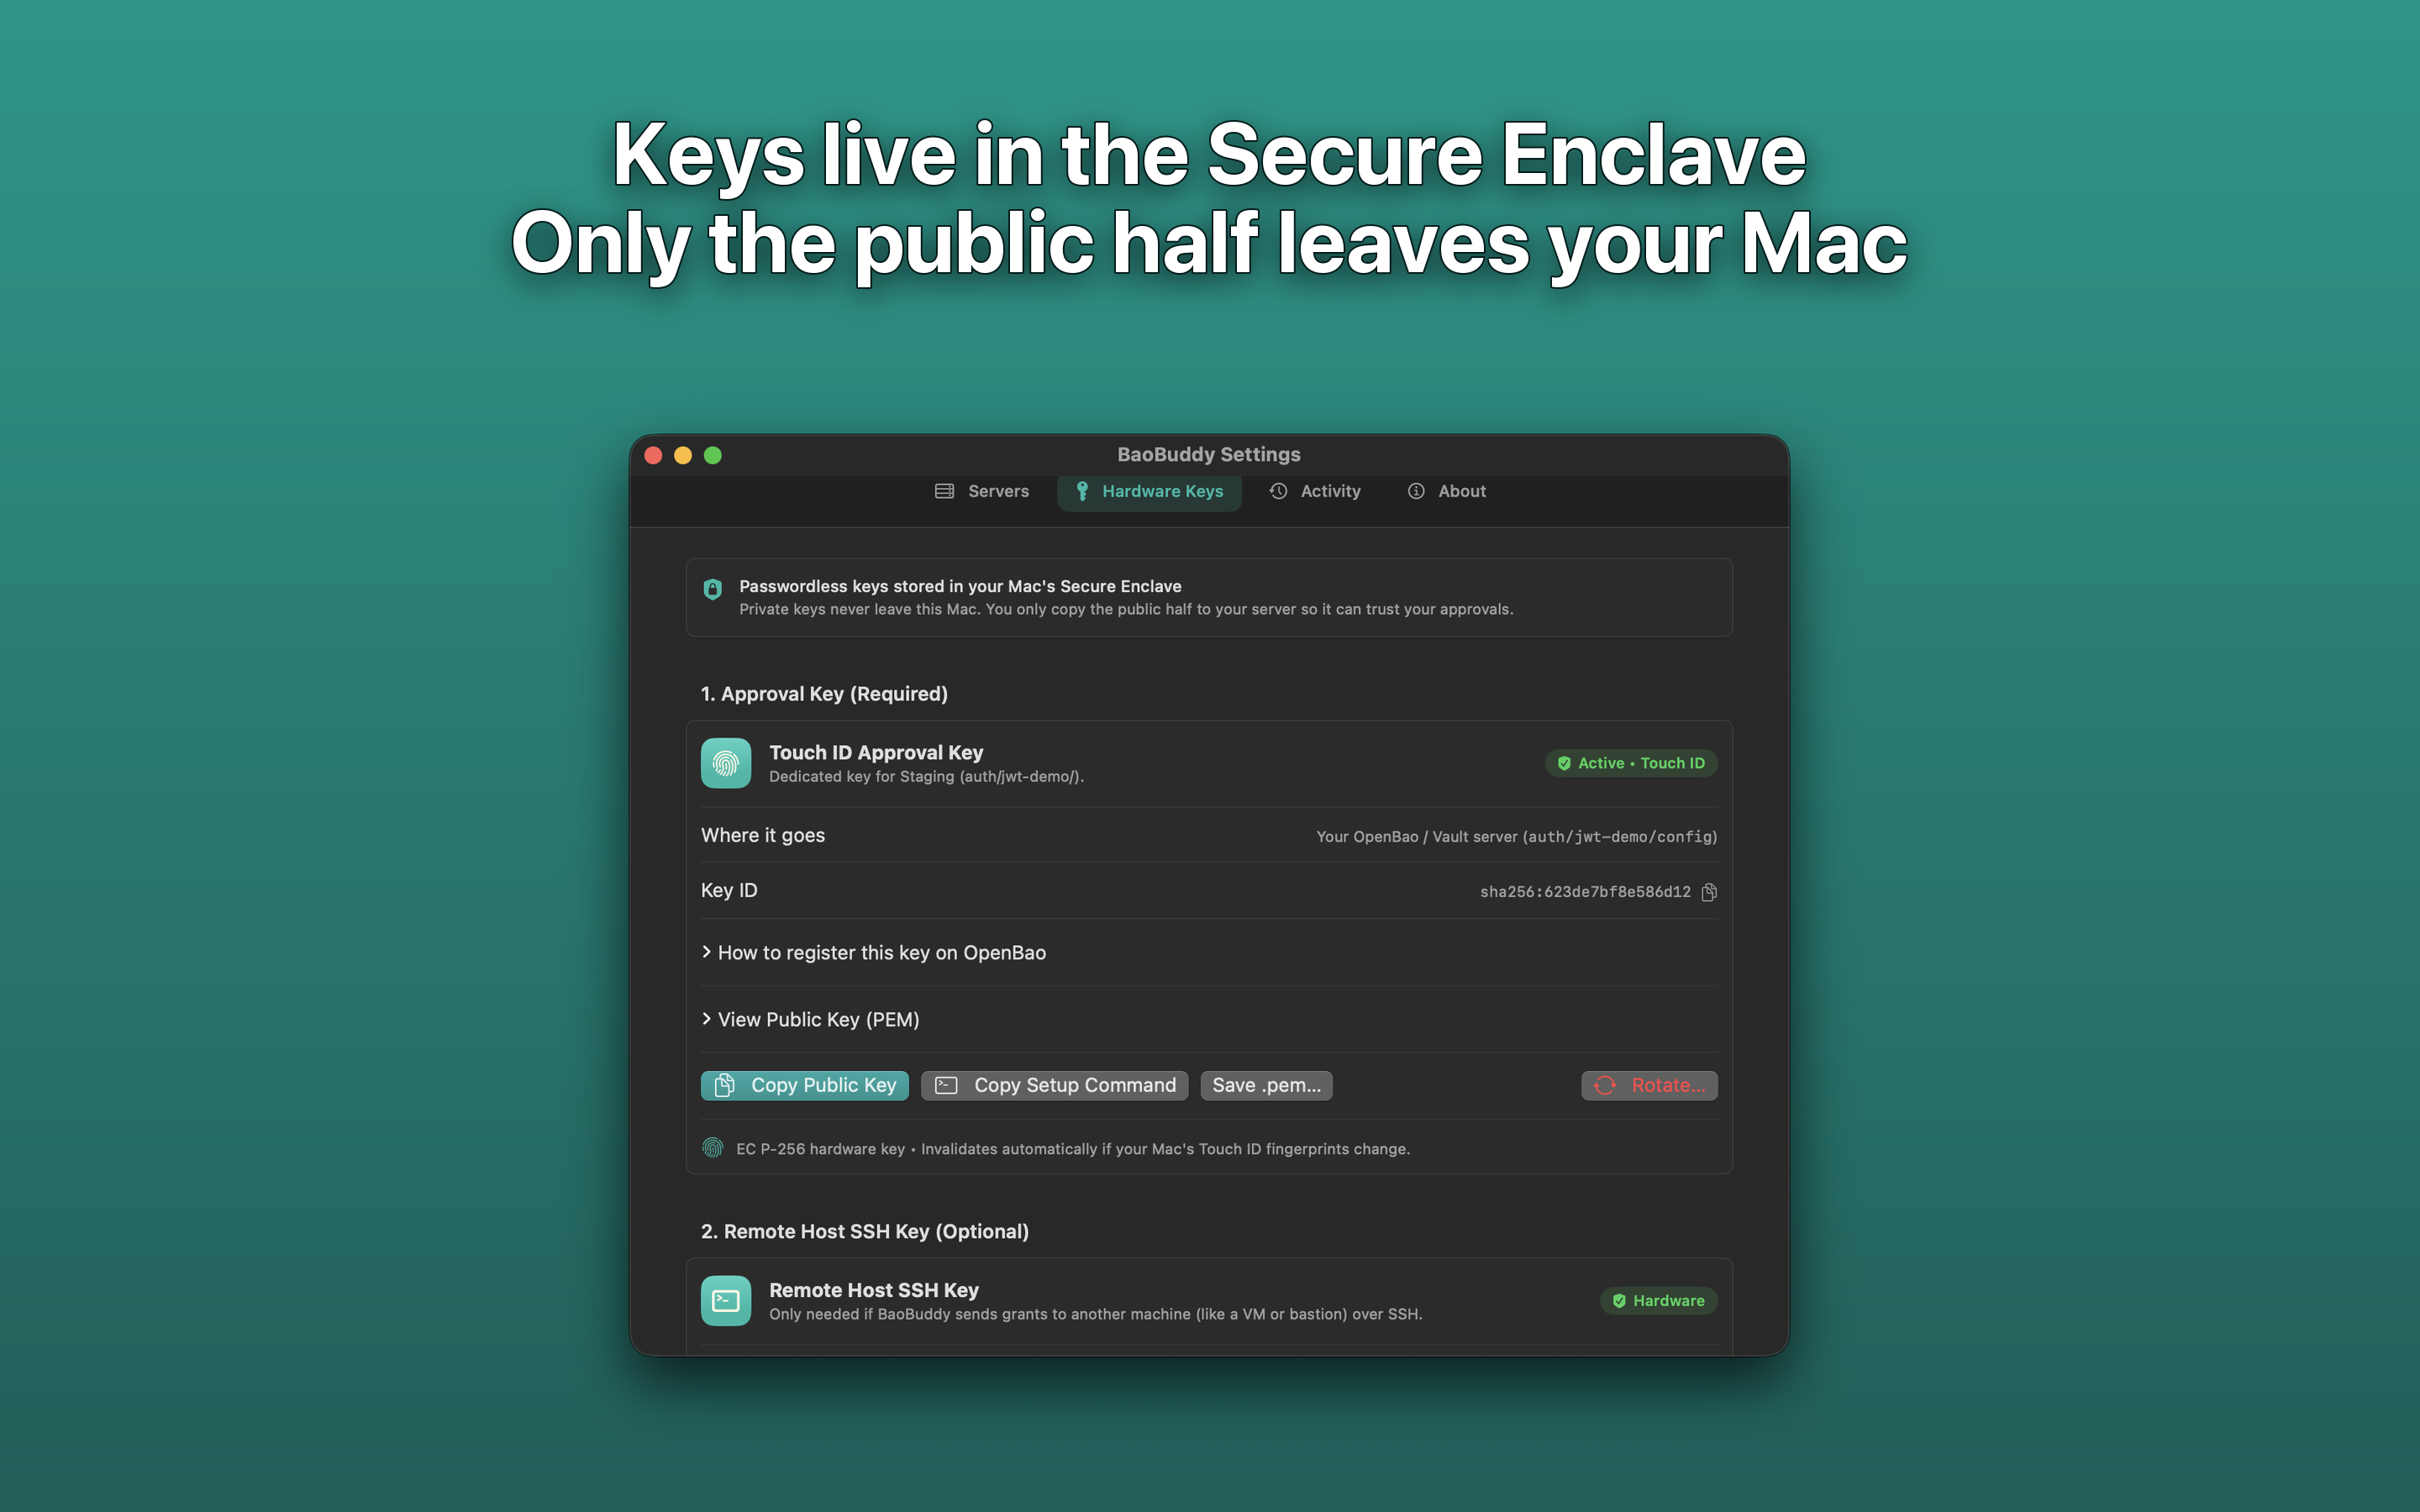 Keys live in the Secure Enclave
Only the public half leaves your Mac
BaoBuddy Settings
Servers
Hardware Keys
Activity
About
Passwordless keys stored in your Mac's Secure Enclave
Private keys never leave this Mac. You only copy the public half to your server so it can trust your approvals.
1. Approval Key (Required)
Touch ID Approval Key
Dedicated key for Staging (auth/jwt-demo/).
Active • Touch ID
Where it goes
Your OpenBao / Vault server (auth/jwt-demo/config)
Key ID
sha256:623de7bf8e586d12
How to register this key on OpenBao
View Public Key (PEM)
Copy Public Key
Copy Setup Command
Save .pem...
Rotate...
EC P-256 hardware key • Invalidates automatically if your Mac's Touch ID fingerprints change.
2. Remote Host SSH Key (Optional)
Remote Host SSH Key
Only needed if BaoBuddy sends grants to another machine (like a VM or bastion) over SSH.
Hardware